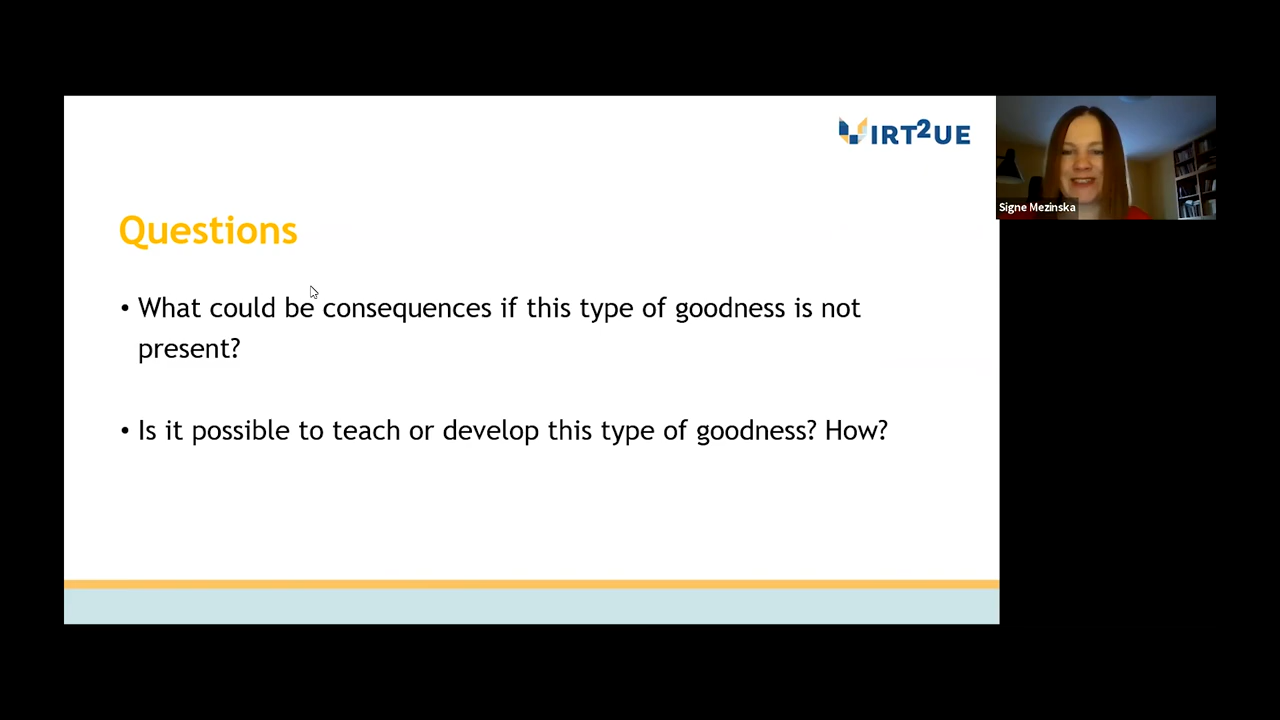 VIRT2UE
Signe Mezinska
Questions
• What could be consequences if this type of goodness is not
present?
• Is it possible to teach or develop this type of goodness? How?